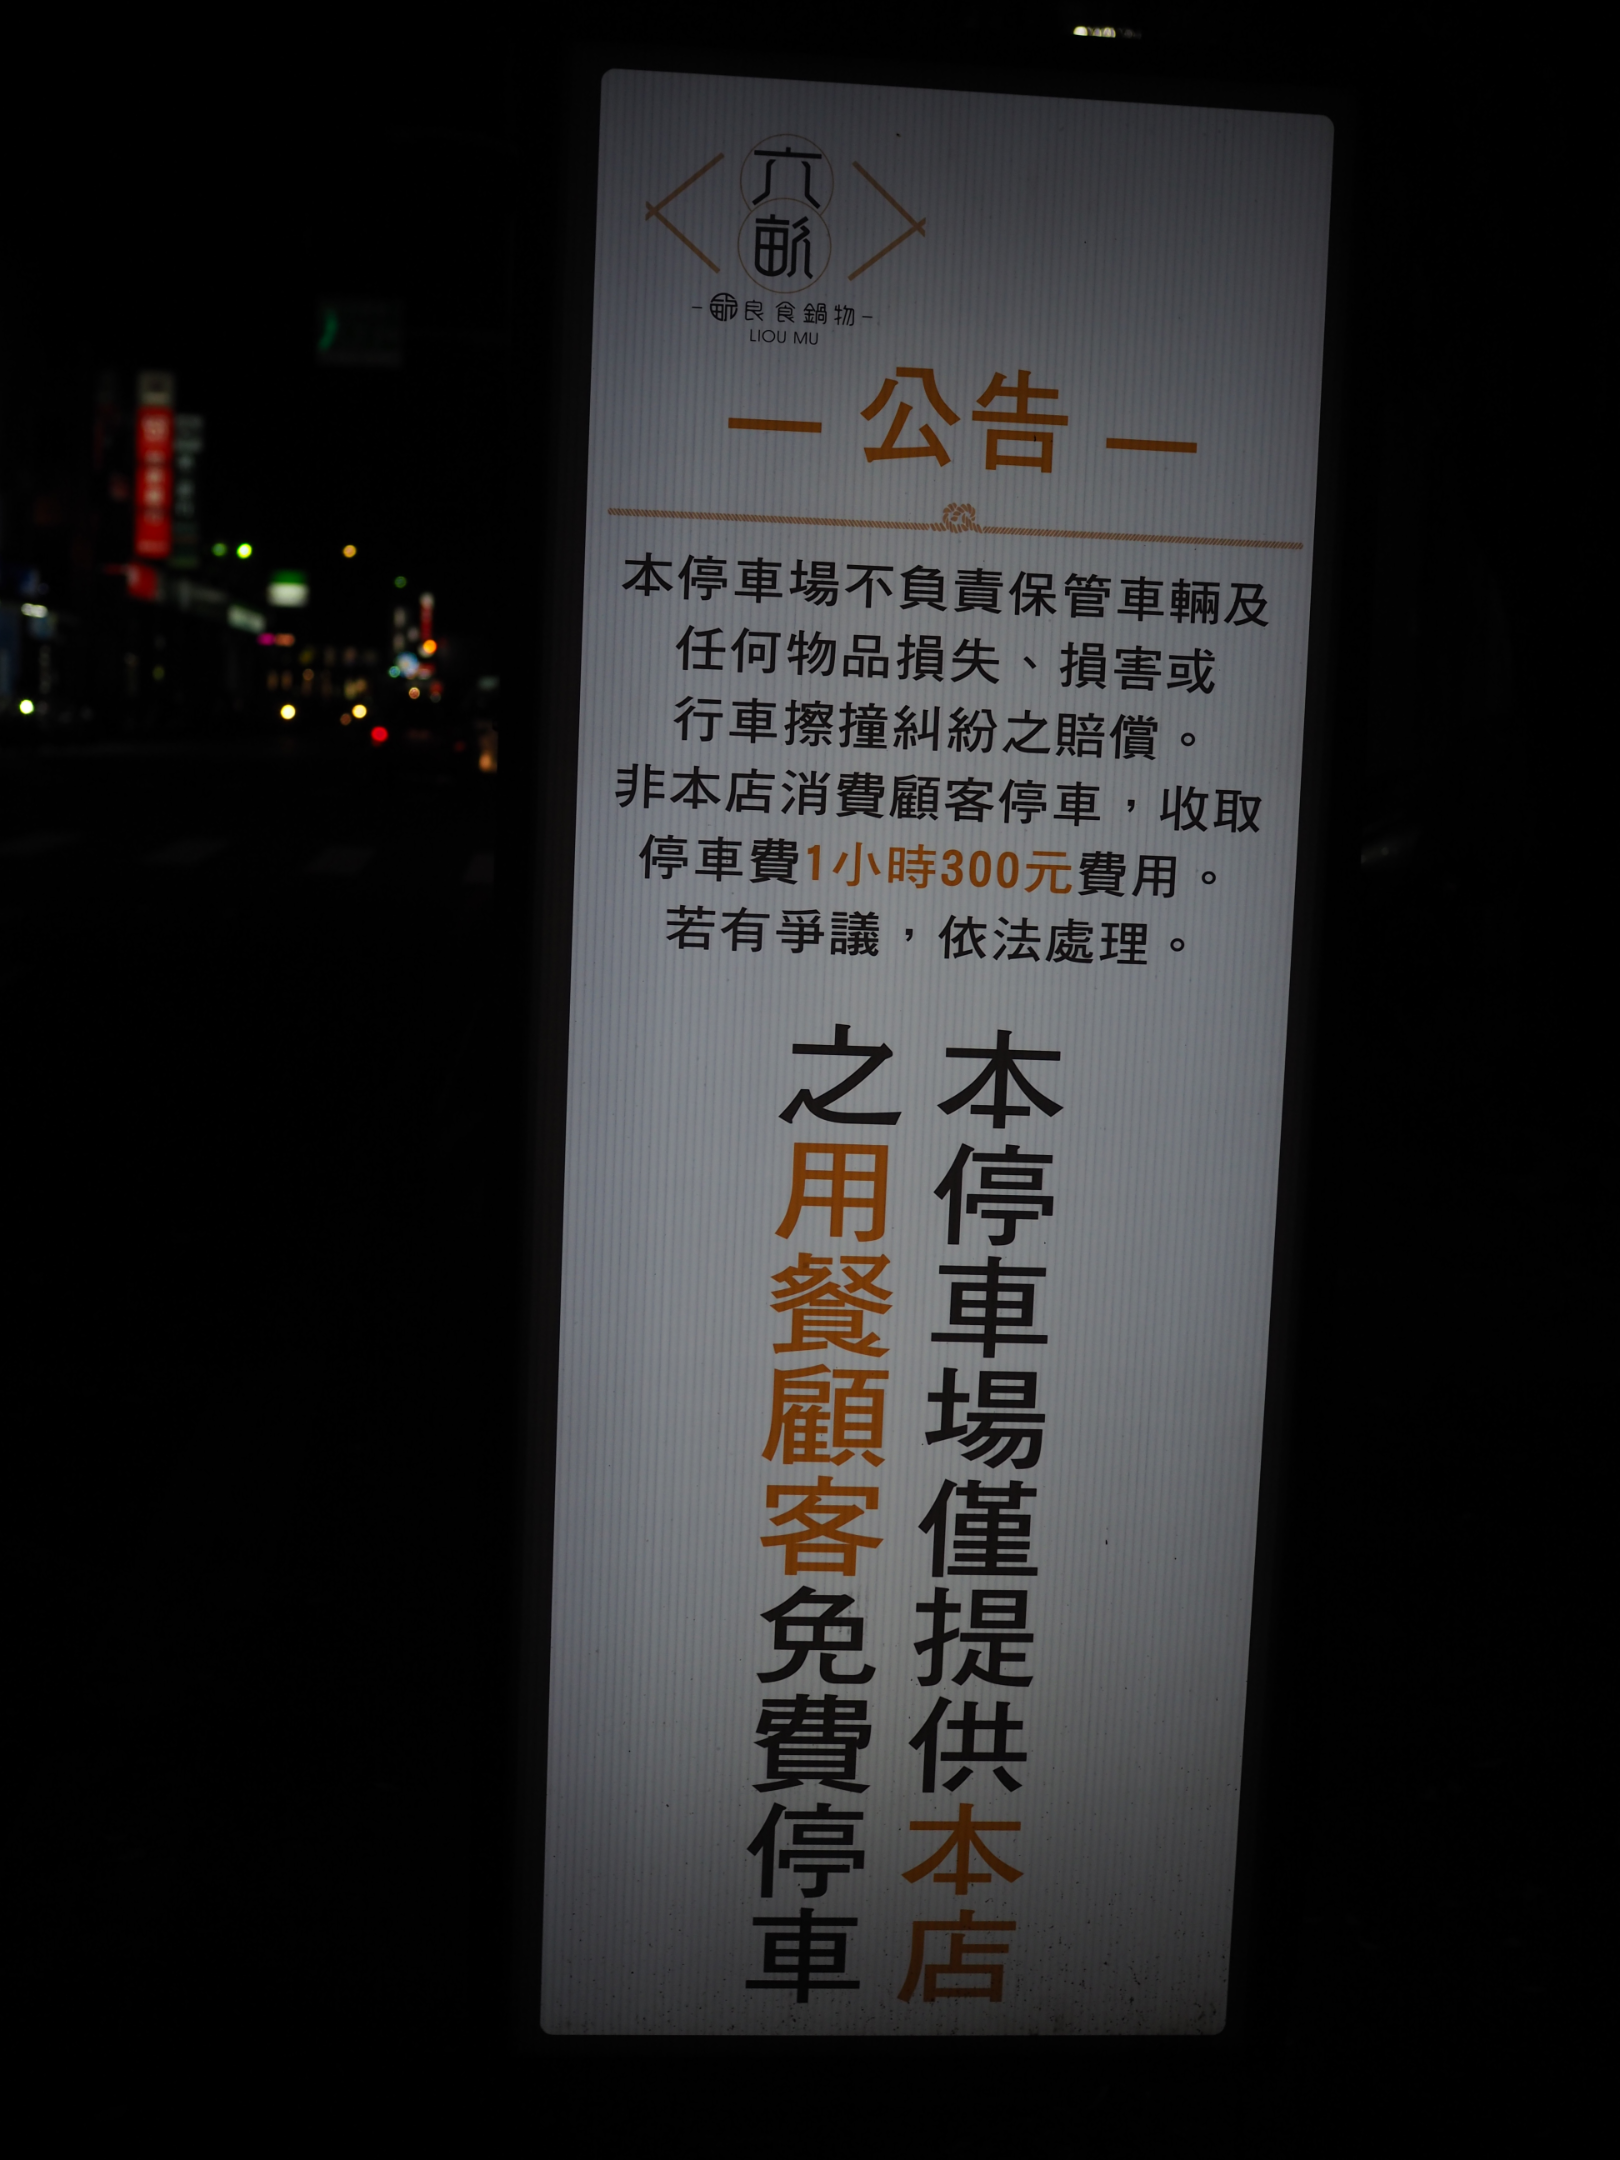 六畝
良食鍋物
LIOU MU
— 公告 —
本停車場不負責保管車輛及
任何物品損失、損害或
行車擦撞糾紛之賠償。
非本店消費顧客停車，收取
停車費1小時300元費用。
若有爭議，依法處理。
本停車場僅提供本店
之用餐顧客免費停車